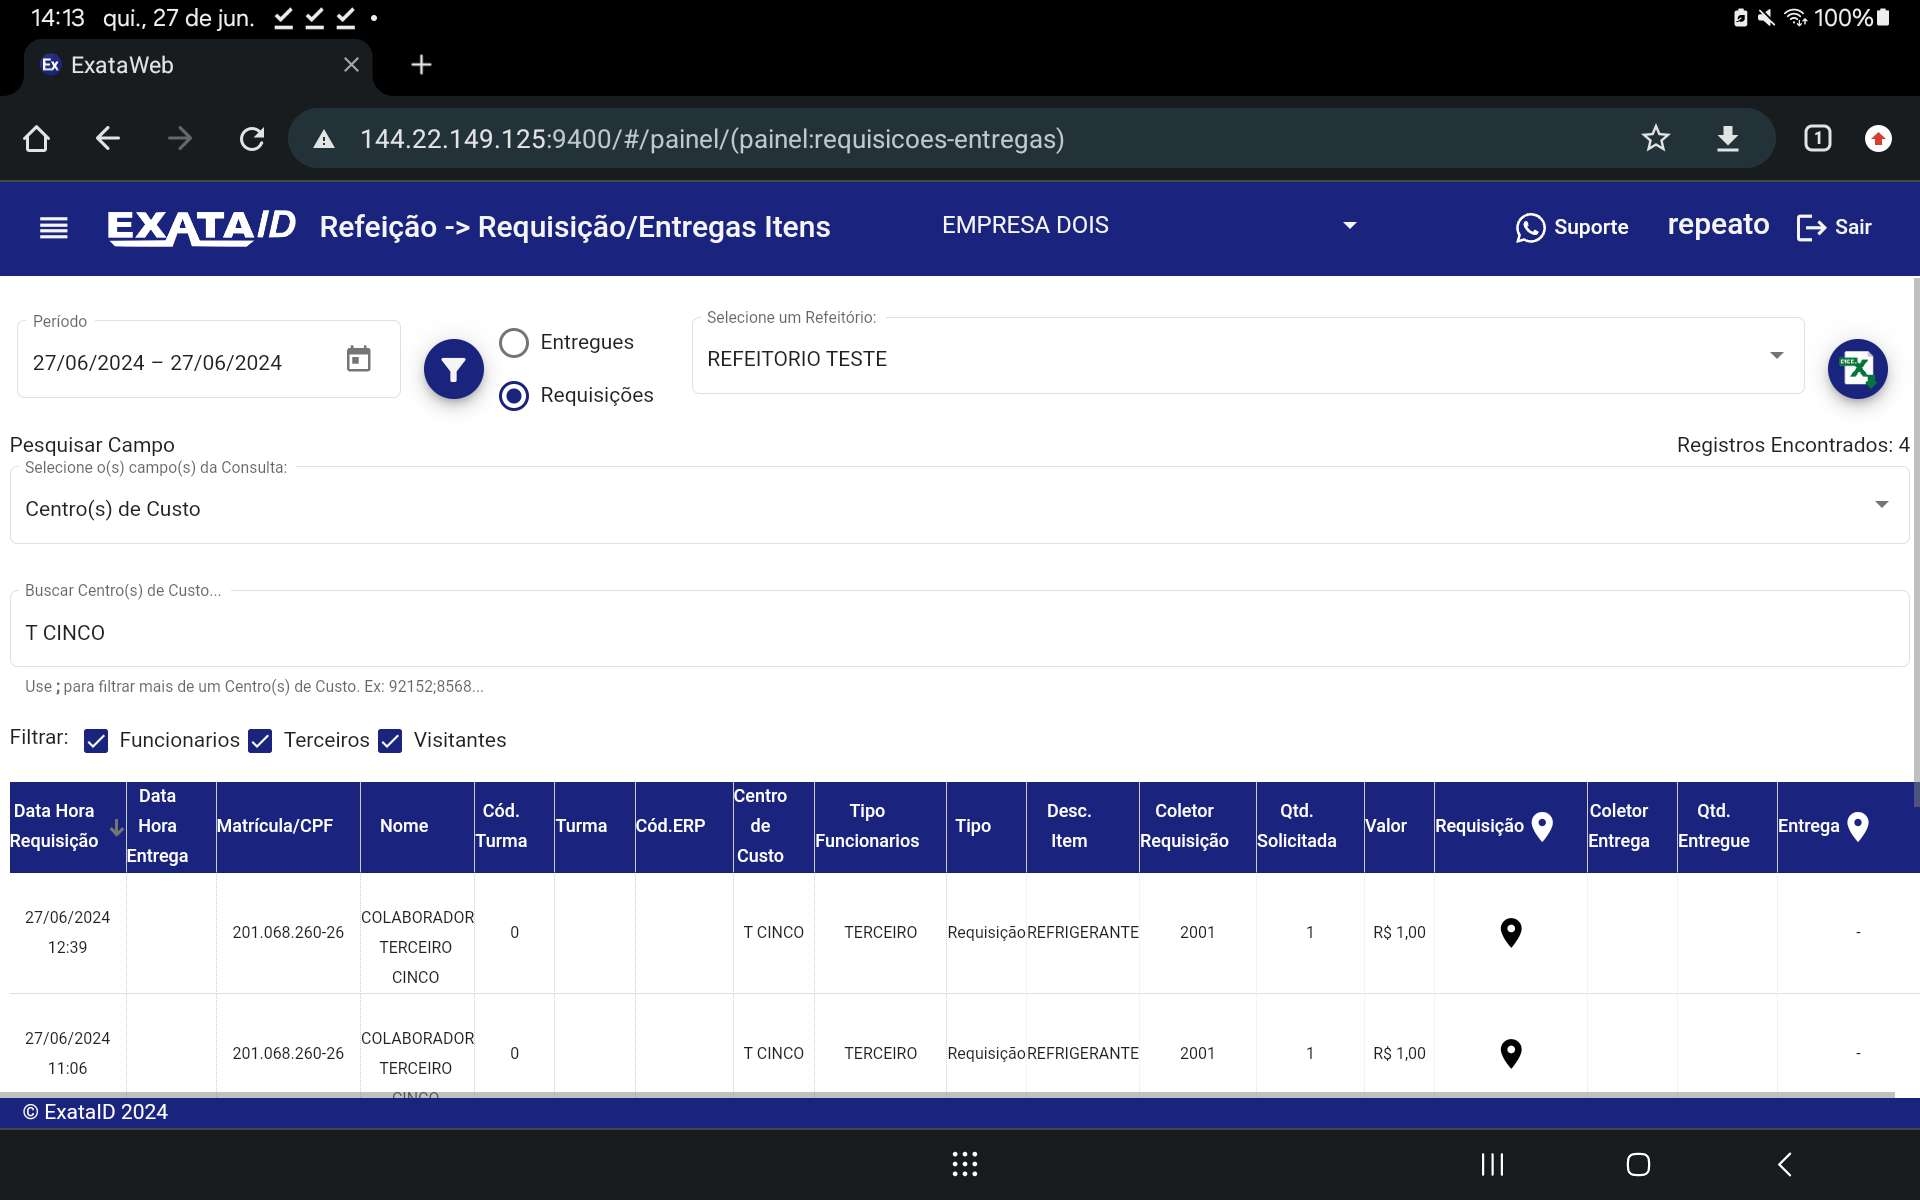 14:13 qui., 27 de jun. 100%
Ex ExataWeb
144.22.149.125:9400/#/painel/(painel:requisicoes-entregas) 1
EXATAID Refeição -> Requisição/Entregas Itens EMPRESA DOIS Suporte repeato Sair
Período
27/06/2024 – 27/06/2024
Entregues
Requisições
Selecione um Refeitório:
REFEITORIO TESTE
Pesquisar Campo
Registros Encontrados: 4
Selecione o(s) campo(s) da Consulta:
Centro(s) de Custo
Buscar Centro(s) de Custo...
T CINCO
Use ; para filtrar mais de um Centro(s) de Custo. Ex: 92152;8568...
Filtrar: Funcionarios Terceiros Visitantes
Data Hora Requisição
Data Hora Entrega
Matrícula/CPF
Nome
Cód. Turma
Turma
Cód.ERP
Centro de Custo
Tipo Funcionarios
Tipo
Desc. Item
Coletor Requisição
Qtd. Solicitada
Valor
Requisição
Coletor Entrega
Qtd. Entregue
Entrega
27/06/2024 12:39 201.068.260-26 COLABORADOR TERCEIRO CINCO 0 T CINCO TERCEIRO Requisição REFRIGERANTE 2001 1 R$ 1,00 -
27/06/2024 11:06 201.068.260-26 COLABORADOR TERCEIRO CINCO 0 T CINCO TERCEIRO Requisição REFRIGERANTE 2001 1 R$ 1,00 -
© ExataID 2024